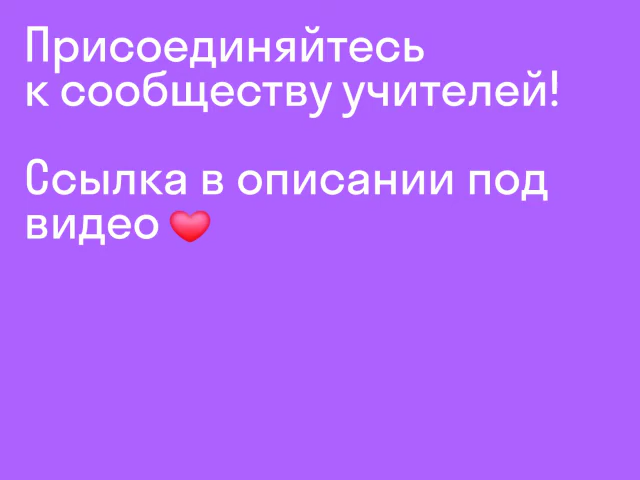 Присоединяйтесь
к сообществу учителей!
Ссылка в описании под
видео ❤️